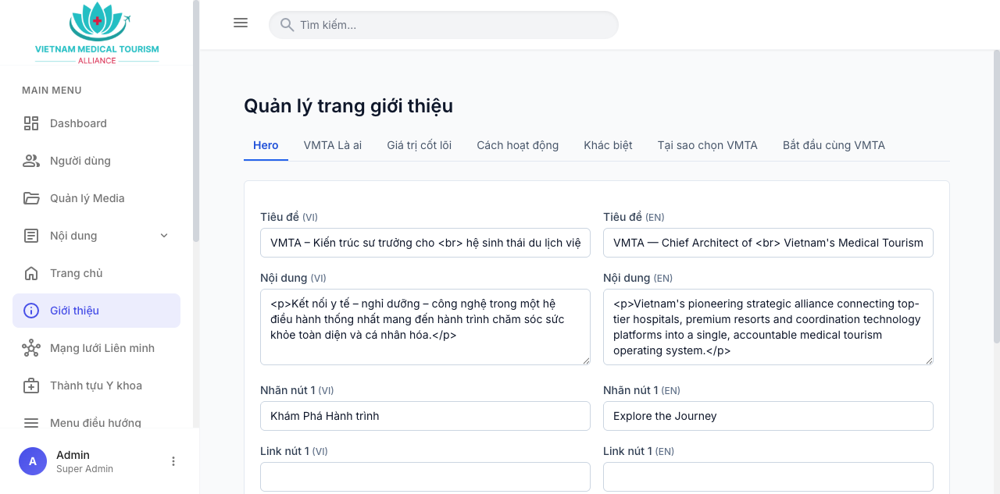 VIETNAM MEDICAL TOURISM
ALLIANCE
MAIN MENU
Dashboard
Người dùng
Quản lý Media
Nội dung
Trang chủ
Giới thiệu
Mạng lưới Liên minh
Thành tựu Y khoa
Menu điều hướng
A
Admin
Super Admin
Tìm kiếm...
Quản lý trang giới thiệu
Hero VMTA Là ai Giá trị cốt lõi Cách hoạt động Khác biệt Tại sao chọn VMTA Bắt đầu cùng VMTA
Tiêu đề (VI) Tiêu đề (EN)
VMTA – Kiến trúc sư trưởng cho <br> hệ sinh thái du lịch việ
VMTA — Chief Architect of <br> Vietnam's Medical Tourism
Nội dung (VI) Nội dung (EN)
<p>Kết nối y tế – nghỉ dưỡng – công nghệ trong một hệ
điều hành thống nhất mang đến hành trình chăm sóc sức
khỏe toàn diện và cá nhân hóa.</p>
<p>Vietnam's pioneering strategic alliance connecting top-
tier hospitals, premium resorts and coordination technology
platforms into a single, accountable medical tourism
operating system.</p>
Nhãn nút 1 (VI) Nhãn nút 1 (EN)
Khám Phá Hành trình
Explore the Journey
Link nút 1 (VI) Link nút 1 (EN)